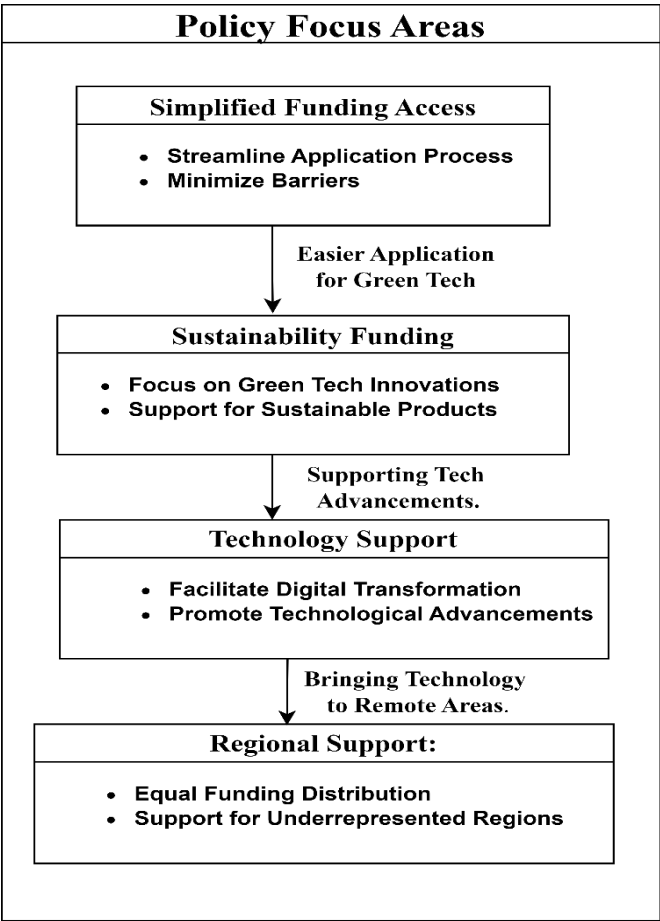 Policy Focus Areas
Simplified Funding Access
• Streamline Application Process
• Minimize Barriers
Easier Application
for Green Tech
Sustainability Funding
• Focus on Green Tech Innovations
• Support for Sustainable Products
Supporting Tech
Advancements.
Technology Support
• Facilitate Digital Transformation
• Promote Technological Advancements
Bringing Technology
to Remote Areas.
Regional Support:
• Equal Funding Distribution
• Support for Underrepresented Regions